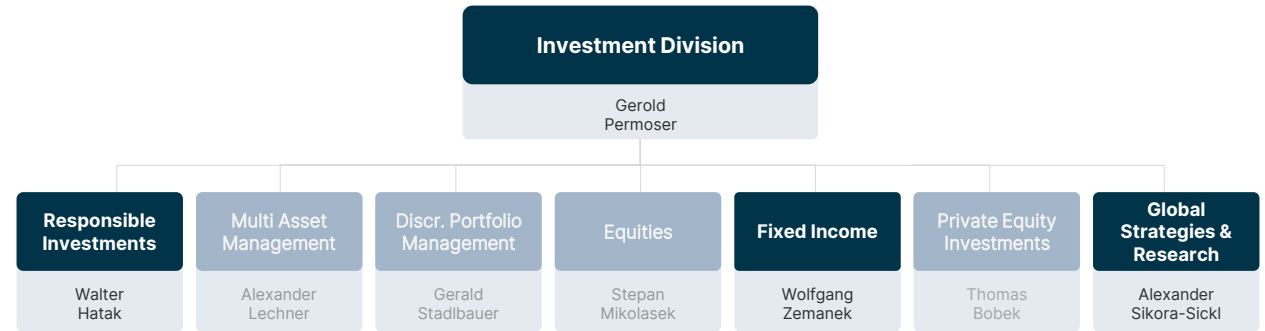 Investment Division
Gerold
Permoser
Responsible
Investments
Walter
Hatak
Multi Asset
Management
Alexander
Lechner
Discr. Portfolio
Management
Gerald
Stadlbauer
Equities
Stepan
Mikolasek
Fixed Income
Wolfgang
Zemanek
Private Equity
Investments
Thomas
Bobek
Global
Strategies &
Research
Alexander
Sikora-Sickl